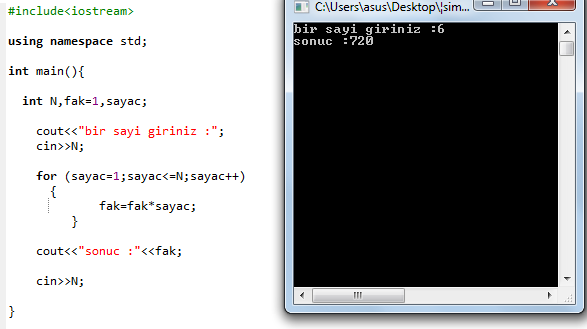 #include<iostream>
using namespace std;
int main(){
int N,fak=1,sayac;
cout<<"bir sayi giriniz :";
cin>>N;
for (sayac=1;sayac<=N;sayac++)
{
fak=fak*sayac;
}
cout<<"sonuc :"<<fak;
cin>>N;
}
C:\Users\asus\Desktop\¦sim
bir sayi giriniz :6
sonuc :720